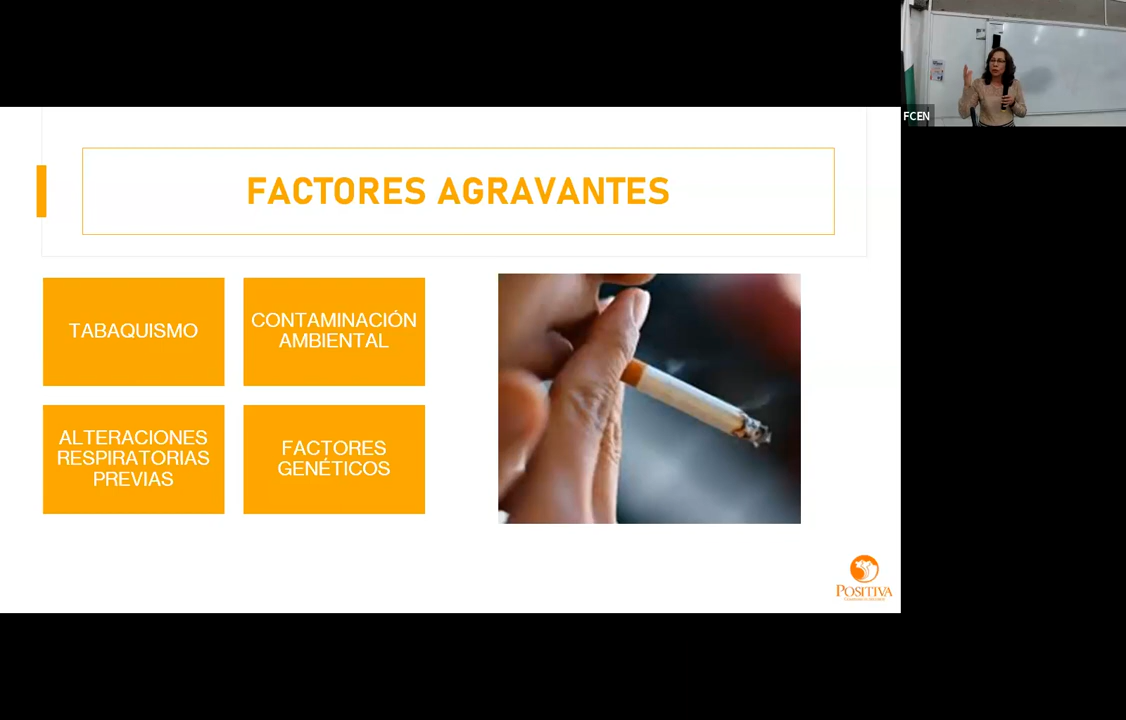 FCEN
FACTORES AGRAVANTES
TABAQUISMO
CONTAMINACIÓN
AMBIENTAL
ALTERACIONES
RESPIRATORIAS
PREVIAS
FACTORES
GENÉTICOS
POSITIVA